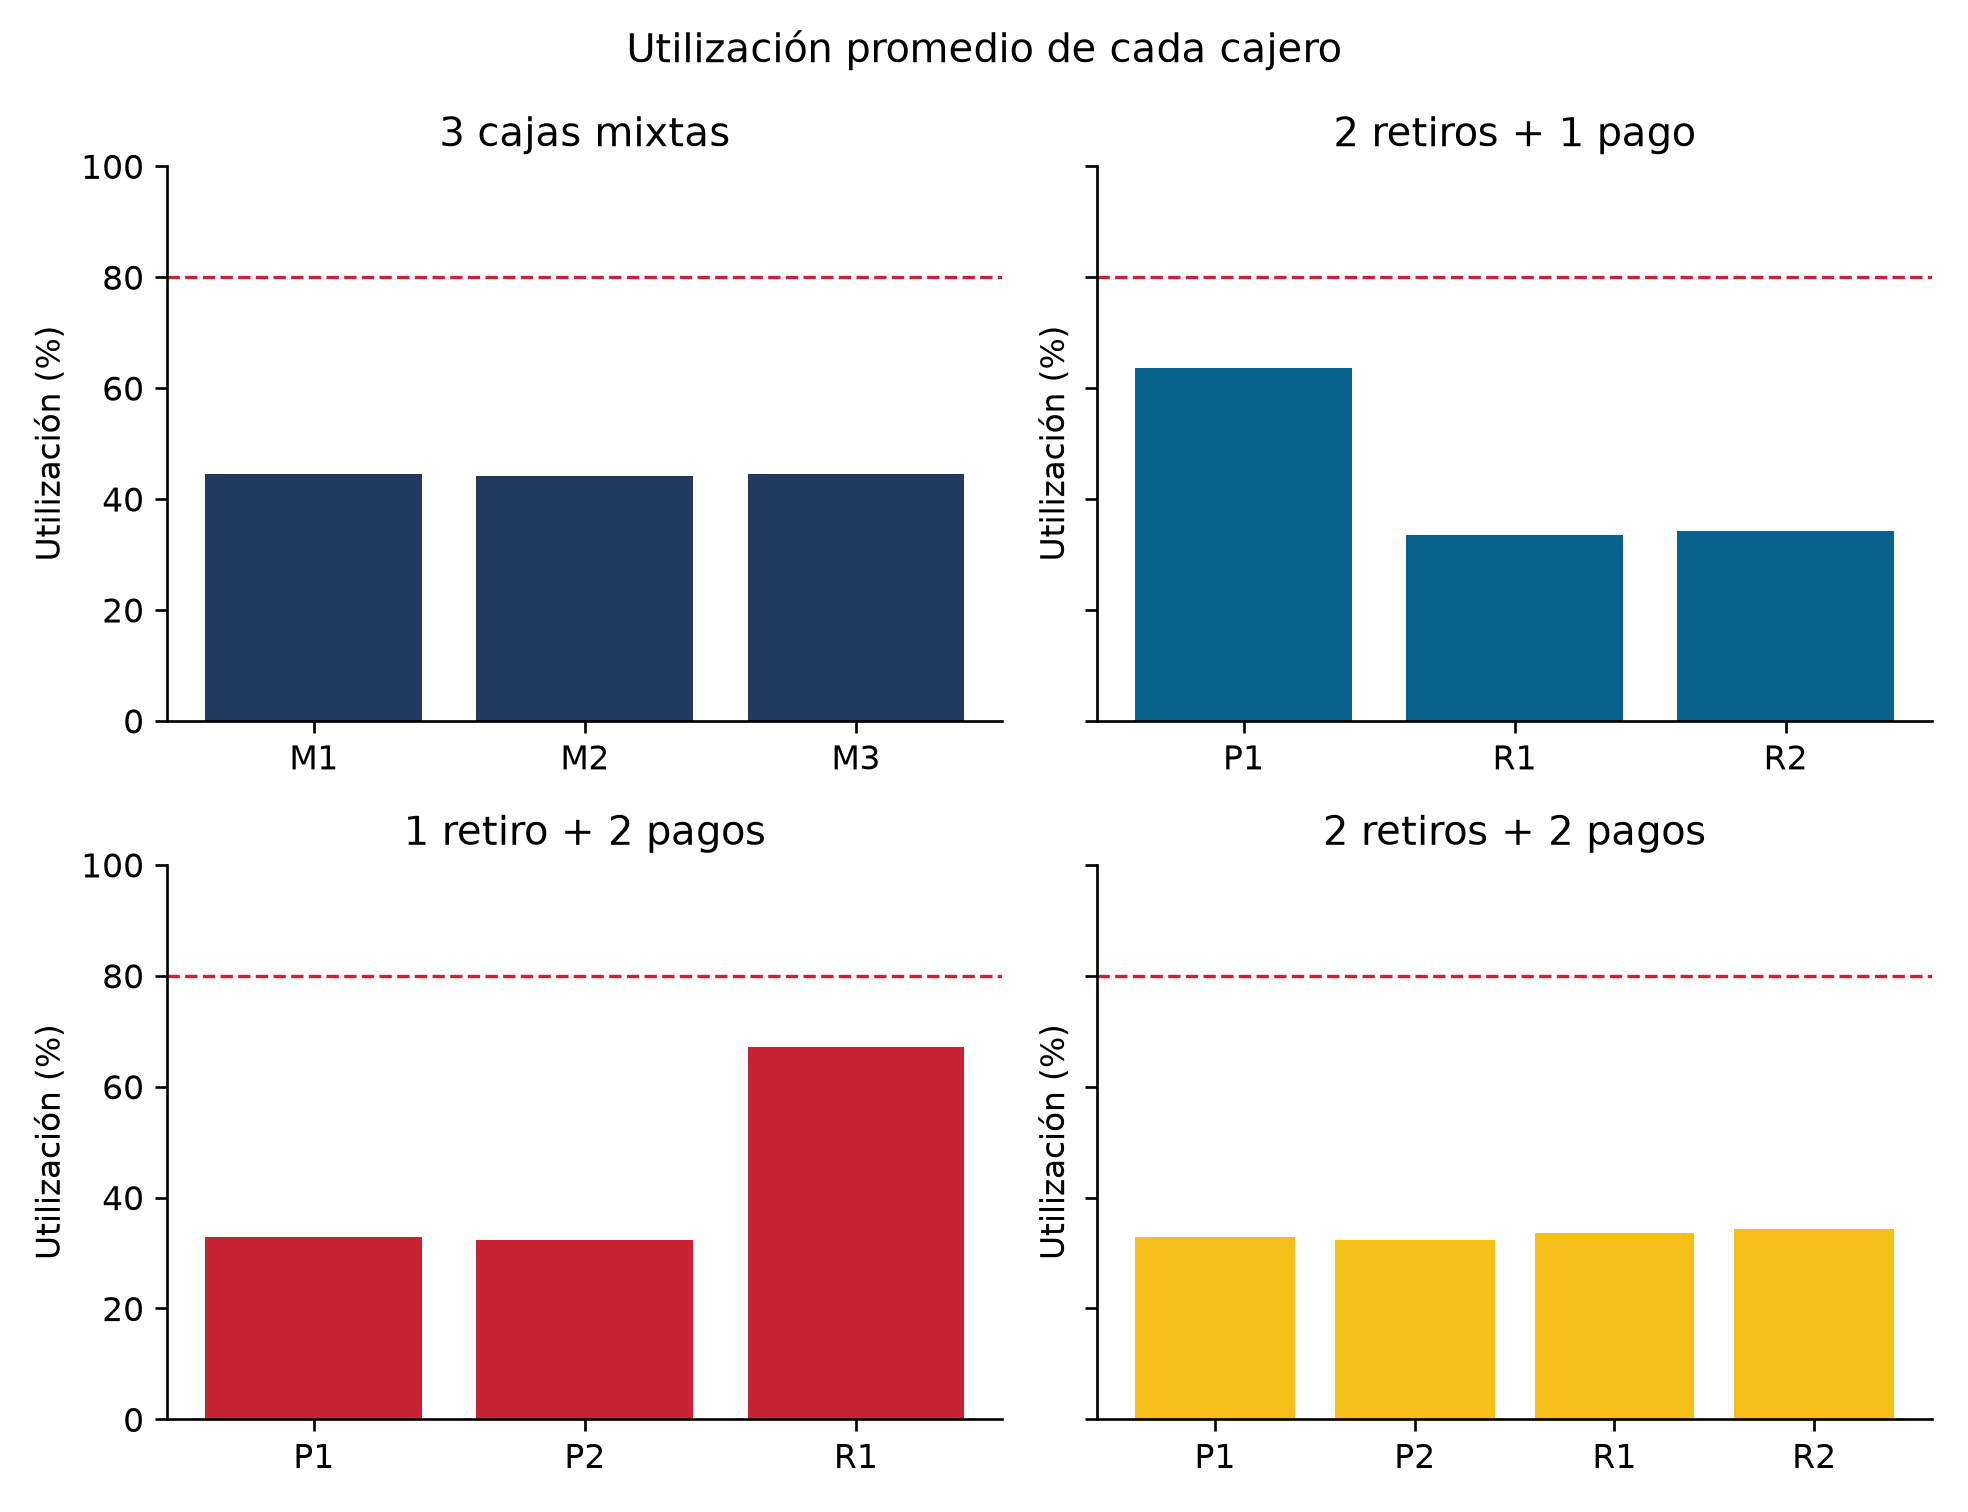 Utilización promedio de cada cajero
3 cajas mixtas
100
80
60
40
20
0
Utilización (%)
M1 M2 M3
2 retiros + 1 pago
Utilización (%)
P1 R1 R2
1 retiro + 2 pagos
100
80
60
40
20
0
Utilización (%)
P1 P2 R1
2 retiros + 2 pagos
Utilización (%)
P1 P2 R1 R2